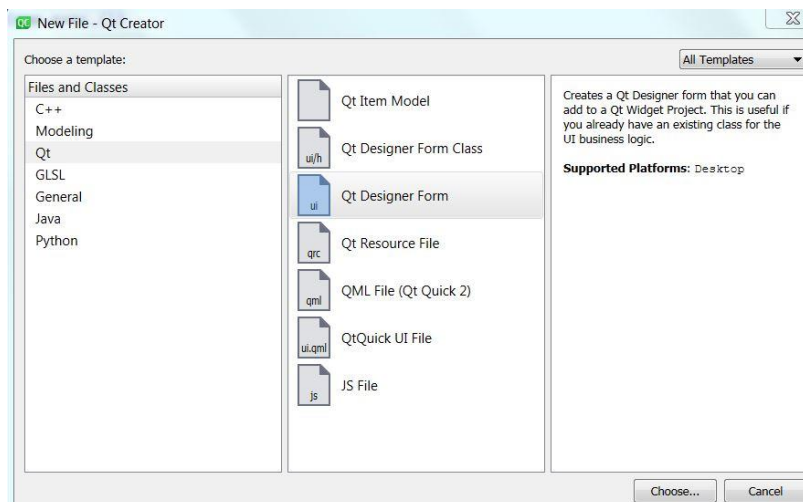 QC New File - Qt Creator
Choose a template:
All Templates
Files and Classes
C++
Modeling
Qt
GLSL
General
Java
Python
Qt Item Model
ui/h Qt Designer Form Class
ui Qt Designer Form
qrc Qt Resource File
qml QML File (Qt Quick 2)
ui.qml QtQuick UI File
js JS File
Creates a Qt Designer form that you can
add to a Qt Widget Project. This is useful if
you already have an existing class for the
UI business logic.
Supported Platforms: Desktop
Choose... Cancel